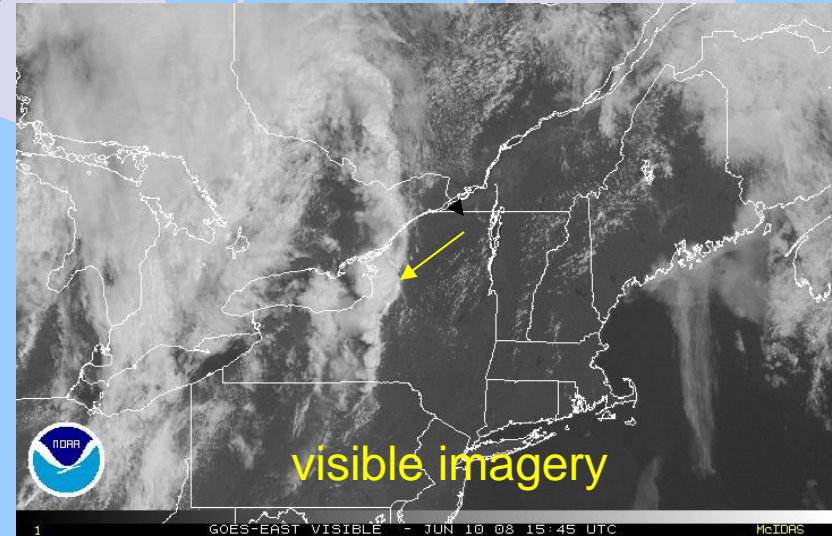 NOAA
visible imagery
1 GOES-EAST VISIBLE - JUN 10 08 15:45 UTC McIDAS